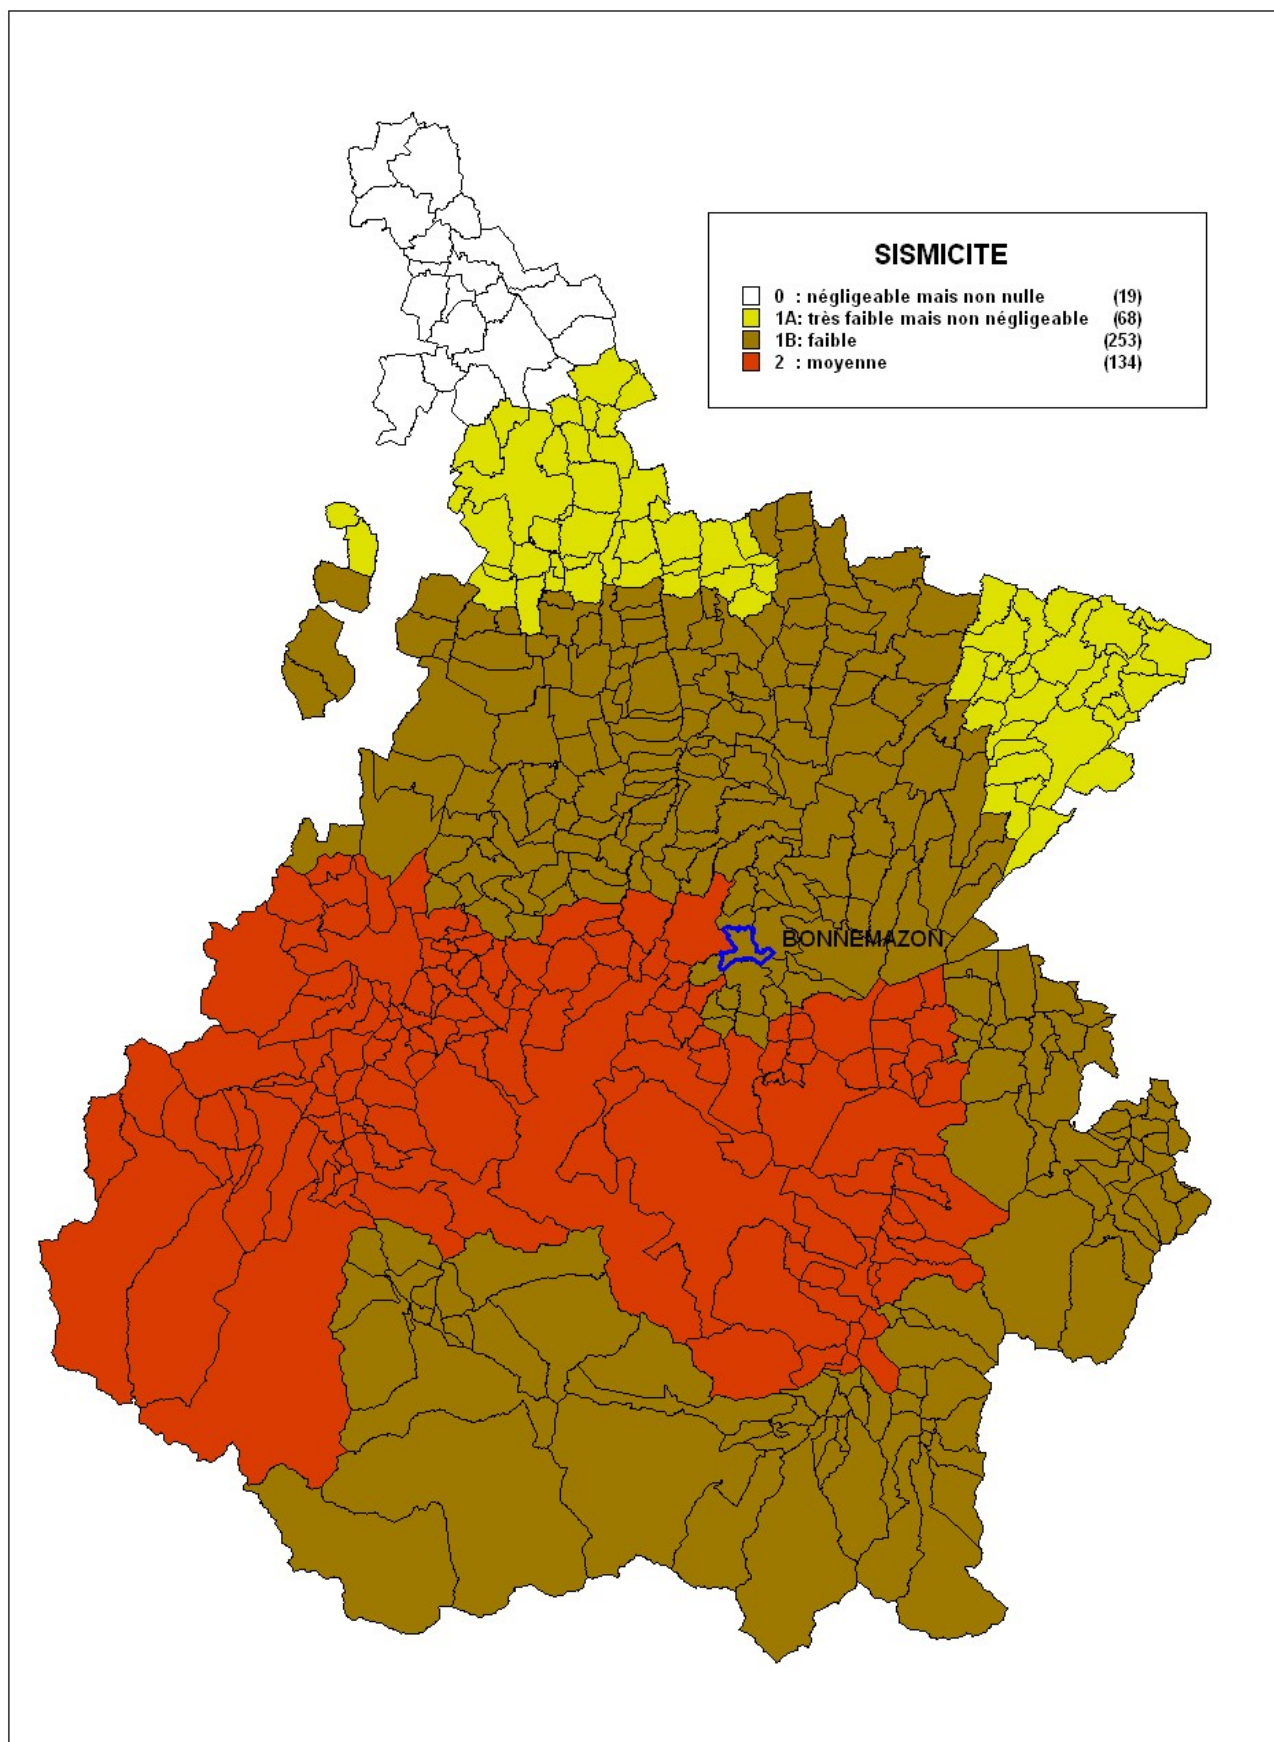 SISMICITE
0 : négligeable mais non nulle (19)
1A: très faible mais non négligeable (68)
1B: faible (253)
2 : moyenne (134)
BONNEMAZON